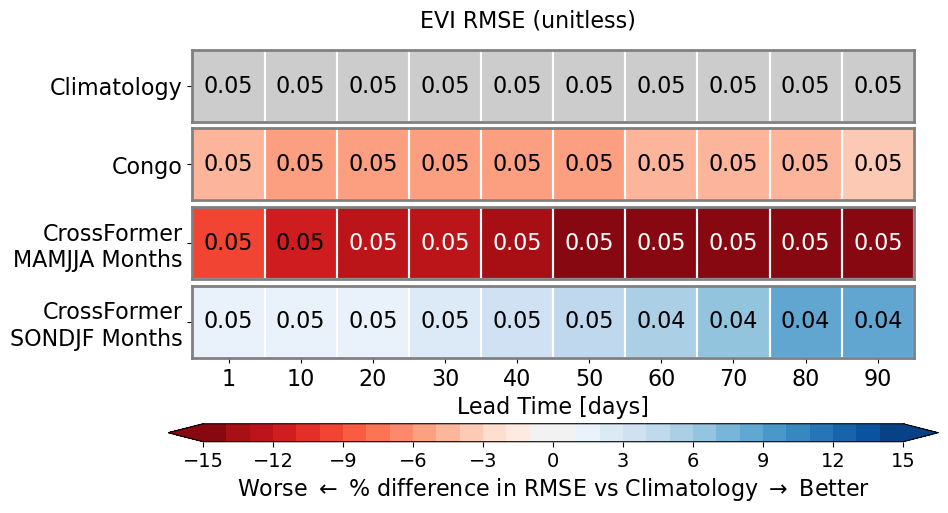 EVI RMSE (unitless)
Climatology 0.05 0.05 0.05 0.05 0.05 0.05 0.05 0.05 0.05 0.05
Congo 0.05 0.05 0.05 0.05 0.05 0.05 0.05 0.05 0.05 0.05
CrossFormer
MAMJJA Months 0.05 0.05 0.05 0.05 0.05 0.05 0.05 0.05 0.05 0.05
CrossFormer
SONDJF Months 0.05 0.05 0.05 0.05 0.05 0.05 0.04 0.04 0.04 0.04
1 10 20 30 40 50 60 70 80 90
Lead Time [days]
−15 −12 −9 −6 −3 0 3 6 9 12 15
Worse ← % difference in RMSE vs Climatology → Better